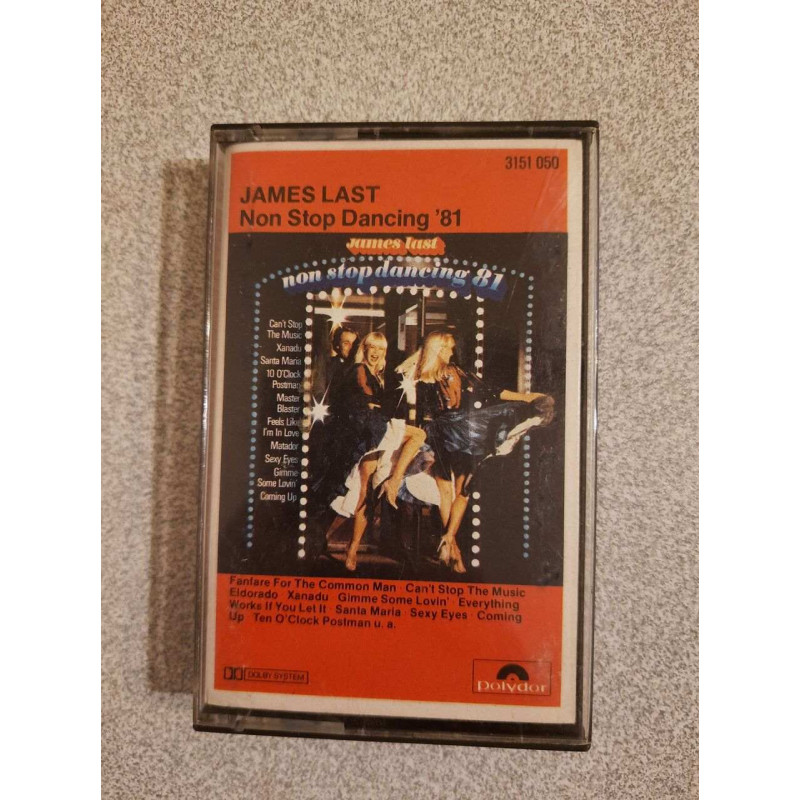 3151 050
JAMES LAST
Non Stop Dancing '81
james last
non stop dancing 81
Can't Stop
The Music
Xanadu
Santa Maria
10 O'Clock
Postman
Master
Blaster
Feels Like
I'm In Love
Matador
Sexy Eyes
Gimme
Some Lovin'
Coming Up
Fanfare For The Common Man · Can't Stop The Music
Eldorado · Xanadu · Gimme Some Lovin' · Everything
Works If You Let It · Santa Maria · Sexy Eyes · Coming
Up · Ten O'Clock Postman u. a.
DOLBY SYSTEM
polydor